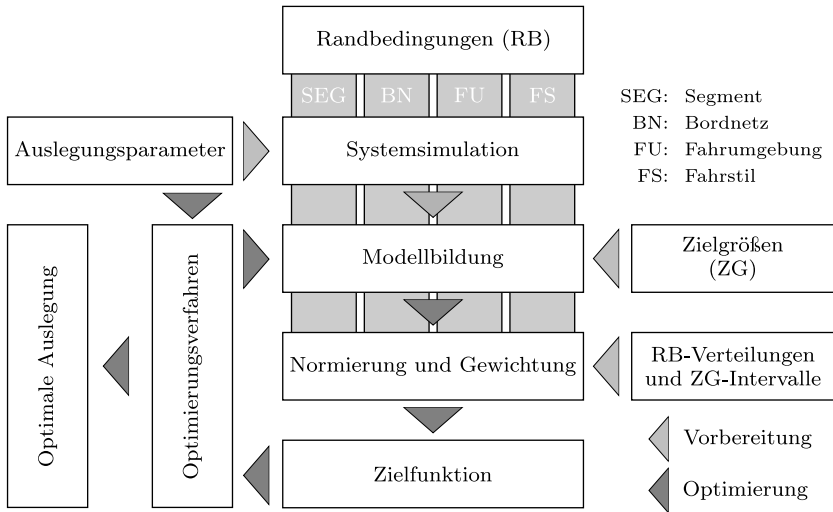 Randbedingungen (RB)
SEG BN FU FS
SEG: Segment
BN: Bordnetz
FU: Fahrumgebung
FS: Fahrstil
Auslegungsparameter
Systemsimulation
Modellbildung
Zielgrößen
(ZG)
Optimale Auslegung
Optimierungsverfahren
Normierung und Gewichtung
RB-Verteilungen
und ZG-Intervalle
Zielfunktion
Vorbereitung
Optimierung